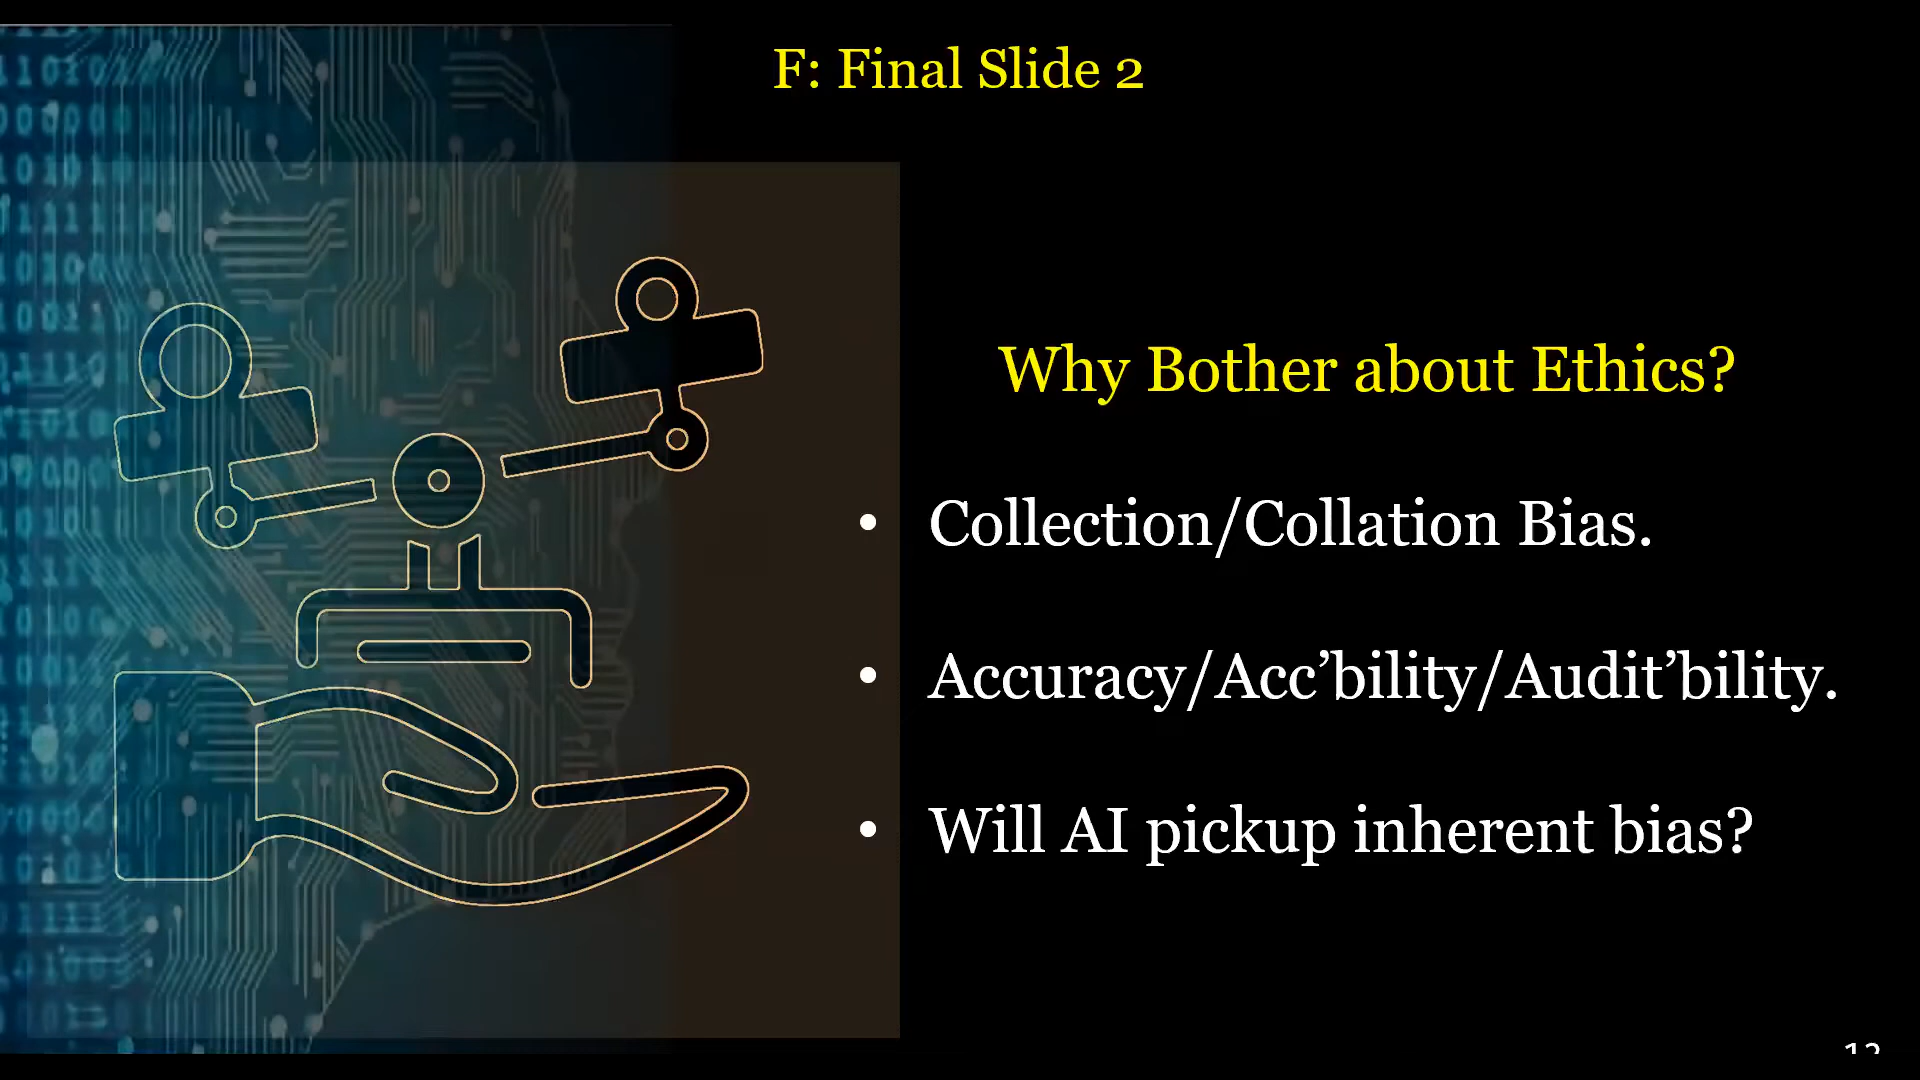 F: Final Slide 2
Why Bother about Ethics?
• Collection/Collation Bias.
• Accuracy/Acc’bility/Audit’bility.
• Will AI pickup inherent bias?